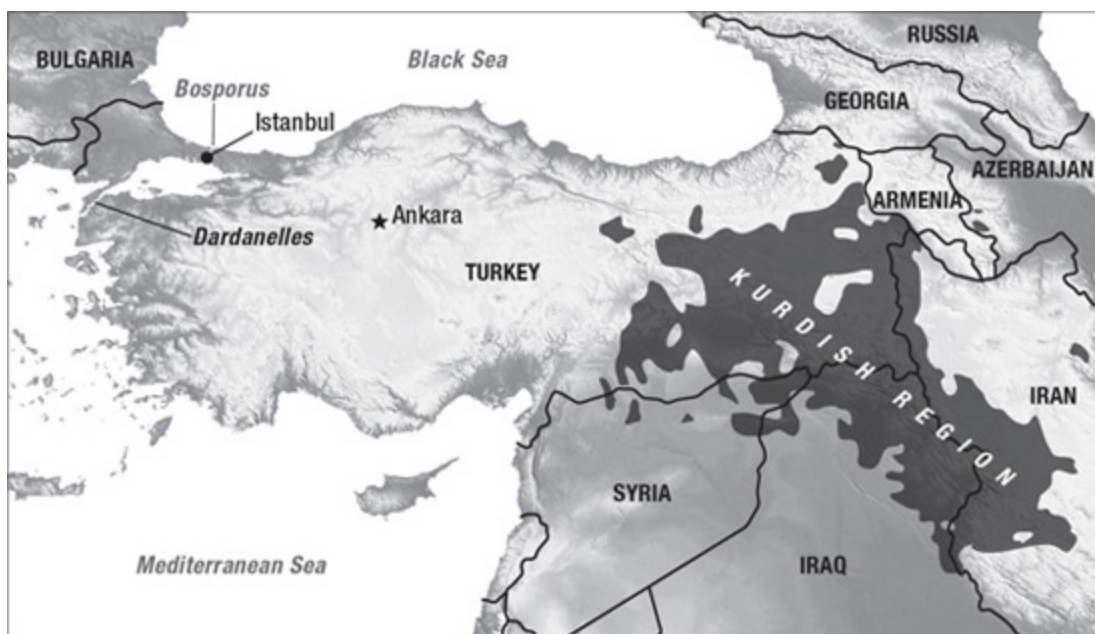 RUSSIA
BULGARIA
Black Sea
Bosporus
GEORGIA
Istanbul
AZERBAIJAN
ARMENIA
Ankara
Dardanelles
TURKEY
KURDISH REGION
IRAN
SYRIA
IRAQ
Mediterranean Sea